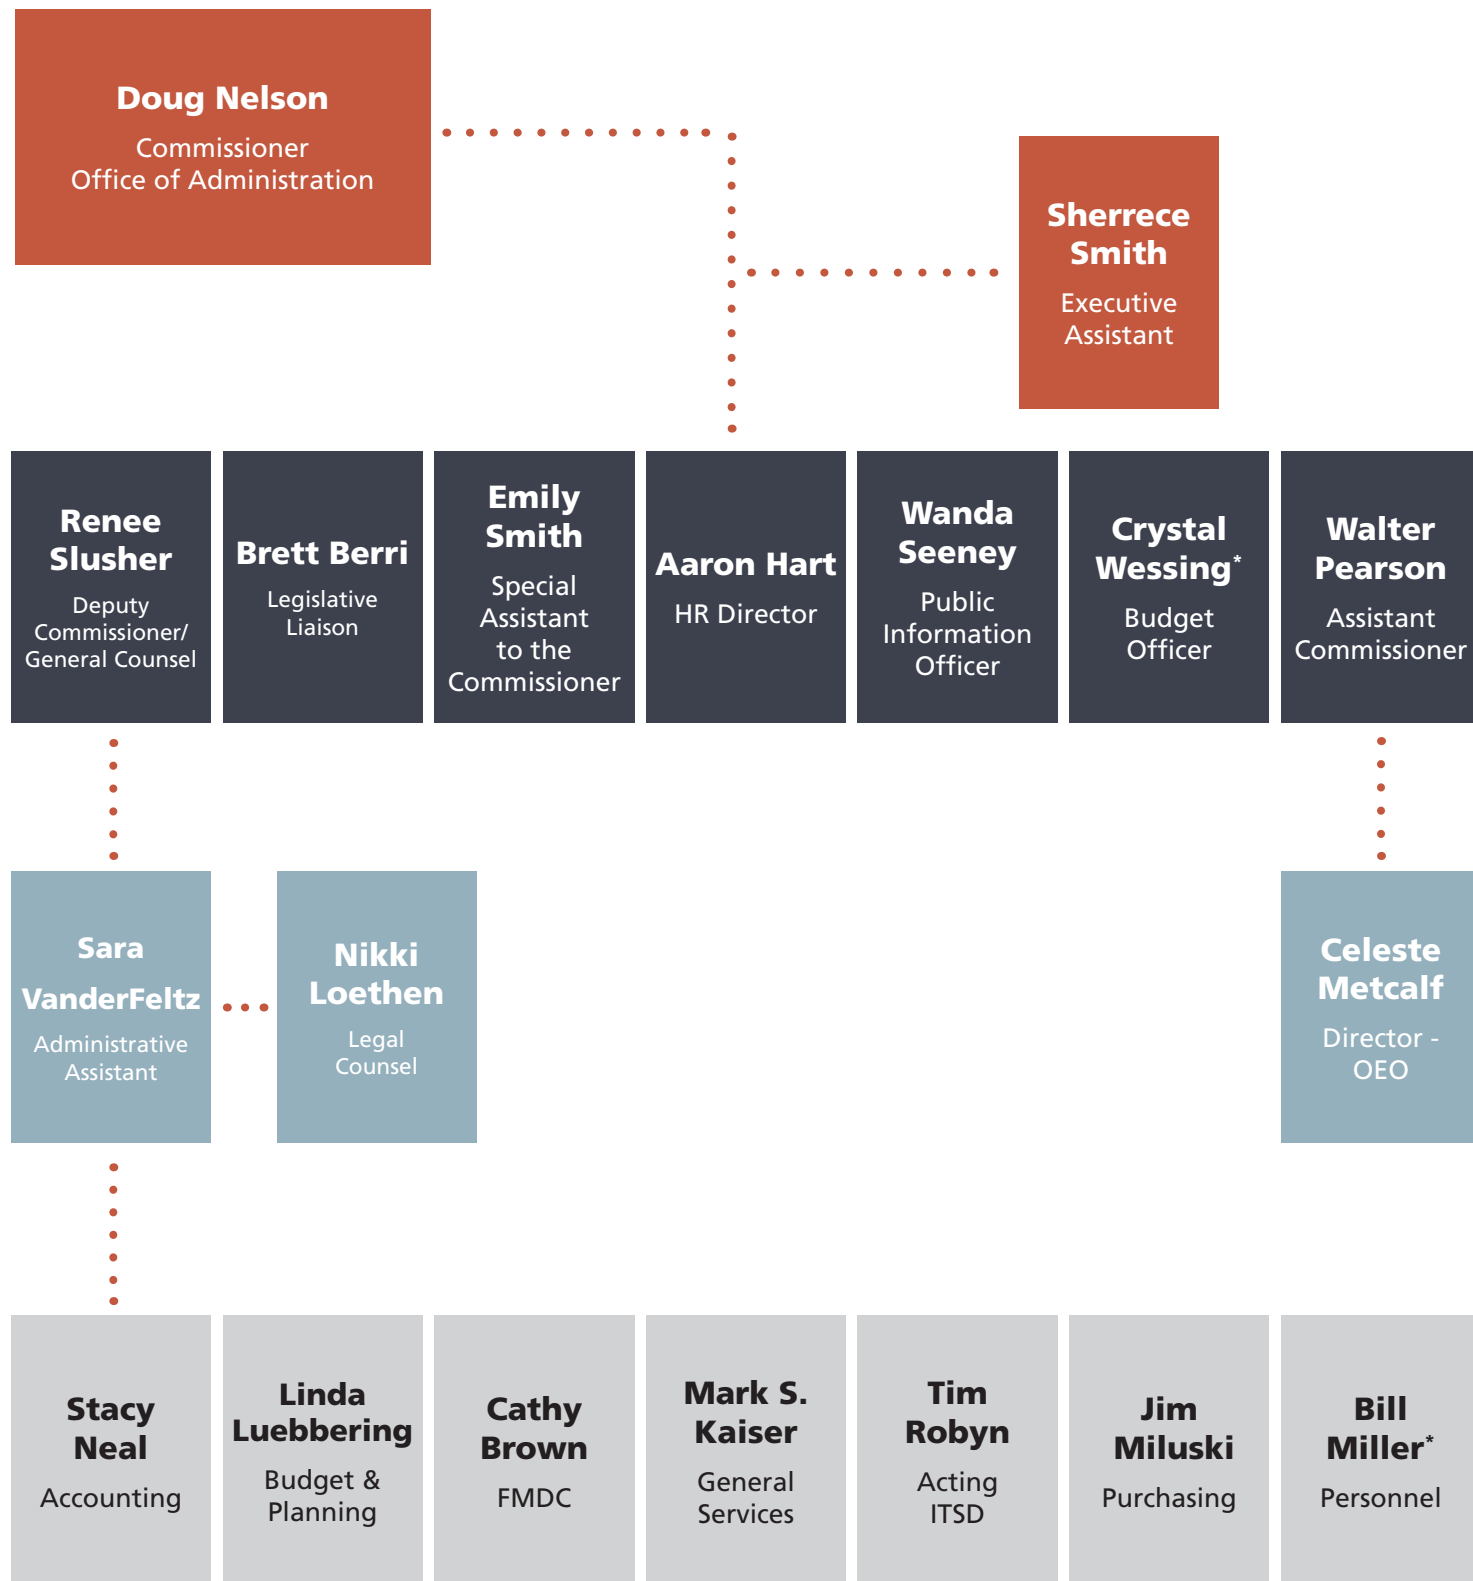 Doug Nelson
Commissioner
Office of Administration
Sherrece
Smith
Executive
Assistant
Renee
Slusher
Deputy
Commissioner/
General Counsel
Brett Berri
Legislative
Liaison
Emily
Smith
Special
Assistant
to the
Commissioner
Aaron Hart
HR Director
Wanda
Seeney
Public
Information
Officer
Crystal
Wessing*
Budget
Officer
Walter
Pearson
Assistant
Commissioner
Sara
VanderFeltz
Administrative
Assistant
Nikki
Loethen
Legal
Counsel
Celeste
Metcalf
Director -
OEO
Stacy
Neal
Accounting
Linda
Luebbering
Budget &
Planning
Cathy
Brown
FMDC
Mark S.
Kaiser
General
Services
Tim
Robyn
Acting
ITSD
Jim
Miluski
Purchasing
Bill
Miller*
Personnel